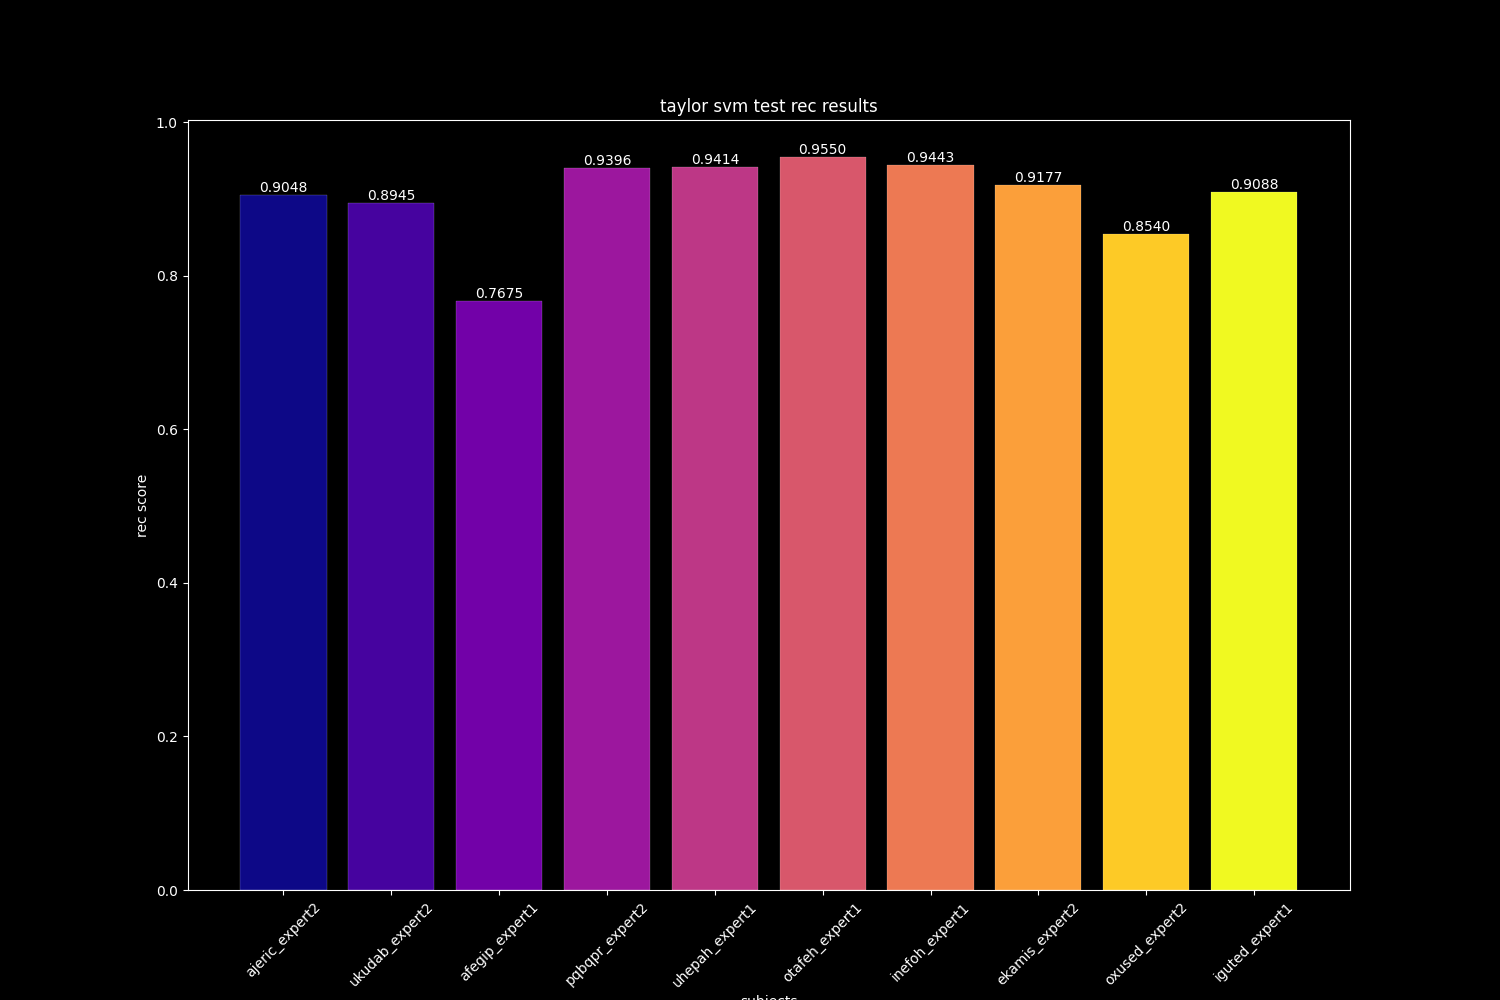 taylor svm test rec results
1.0
0.8
0.6
0.4
0.2
0.0
rec score
0.9048
0.8945
0.7675
0.9396
0.9414
0.9550
0.9443
0.9177
0.8540
0.9088
ajeric_expert2
ukudab_expert2
afegip_expert1
pqbqpr_expert2
uhepah_expert1
otafeh_expert1
inefoh_expert1
ekamis_expert2
oxused_expert2
iguted_expert1
subjects